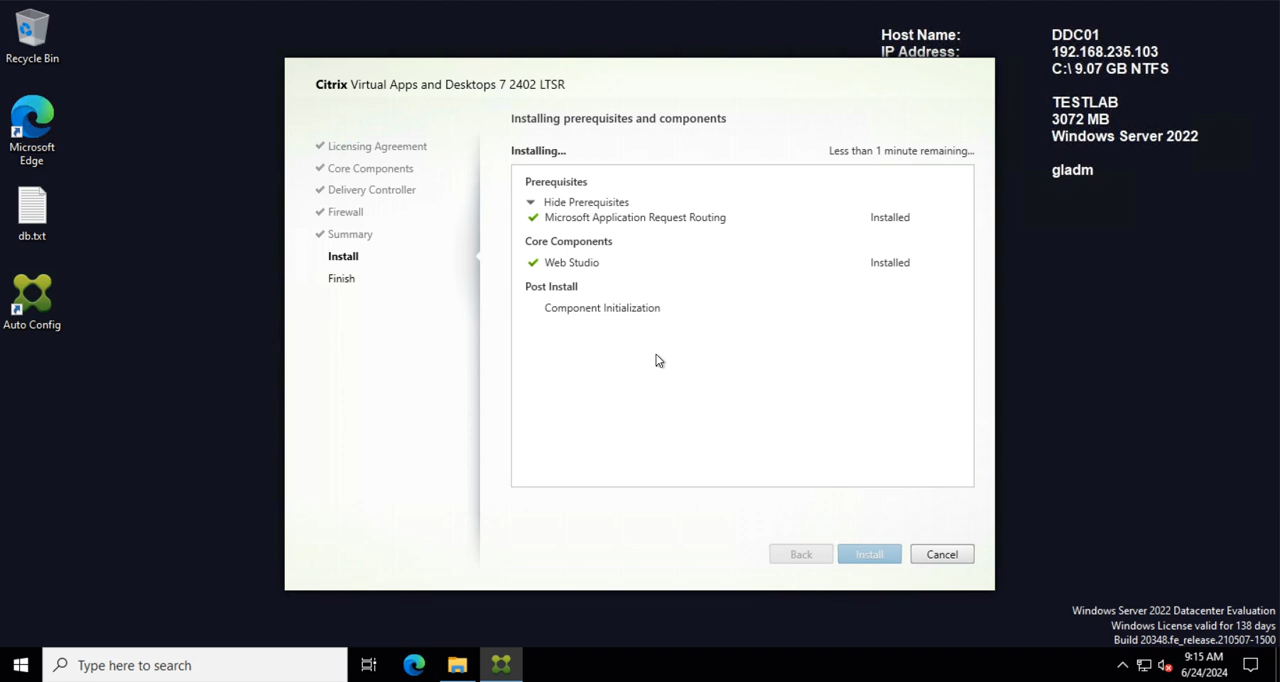 Recycle Bin
Microsoft
Edge
db.txt
Auto Config
Host Name: DDC01
IP Address: 192.168.235.103
C:\ 9.07 GB NTFS
TESTLAB
3072 MB
Windows Server 2022
gladm
Citrix Virtual Apps and Desktops 7 2402 LTSR
Licensing Agreement
Core Components
Delivery Controller
Firewall
Summary
Install
Finish
Installing prerequisites and components
Installing... Less than 1 minute remaining...
Prerequisites
Hide Prerequisites
Microsoft Application Request Routing Installed
Core Components
Web Studio Installed
Post Install
Component Initialization
Back Install Cancel
Windows Server 2022 Datacenter Evaluation
Windows License valid for 138 days
Build 20348.fe_release.210507-1500
Type here to search
9:15 AM
6/24/2024